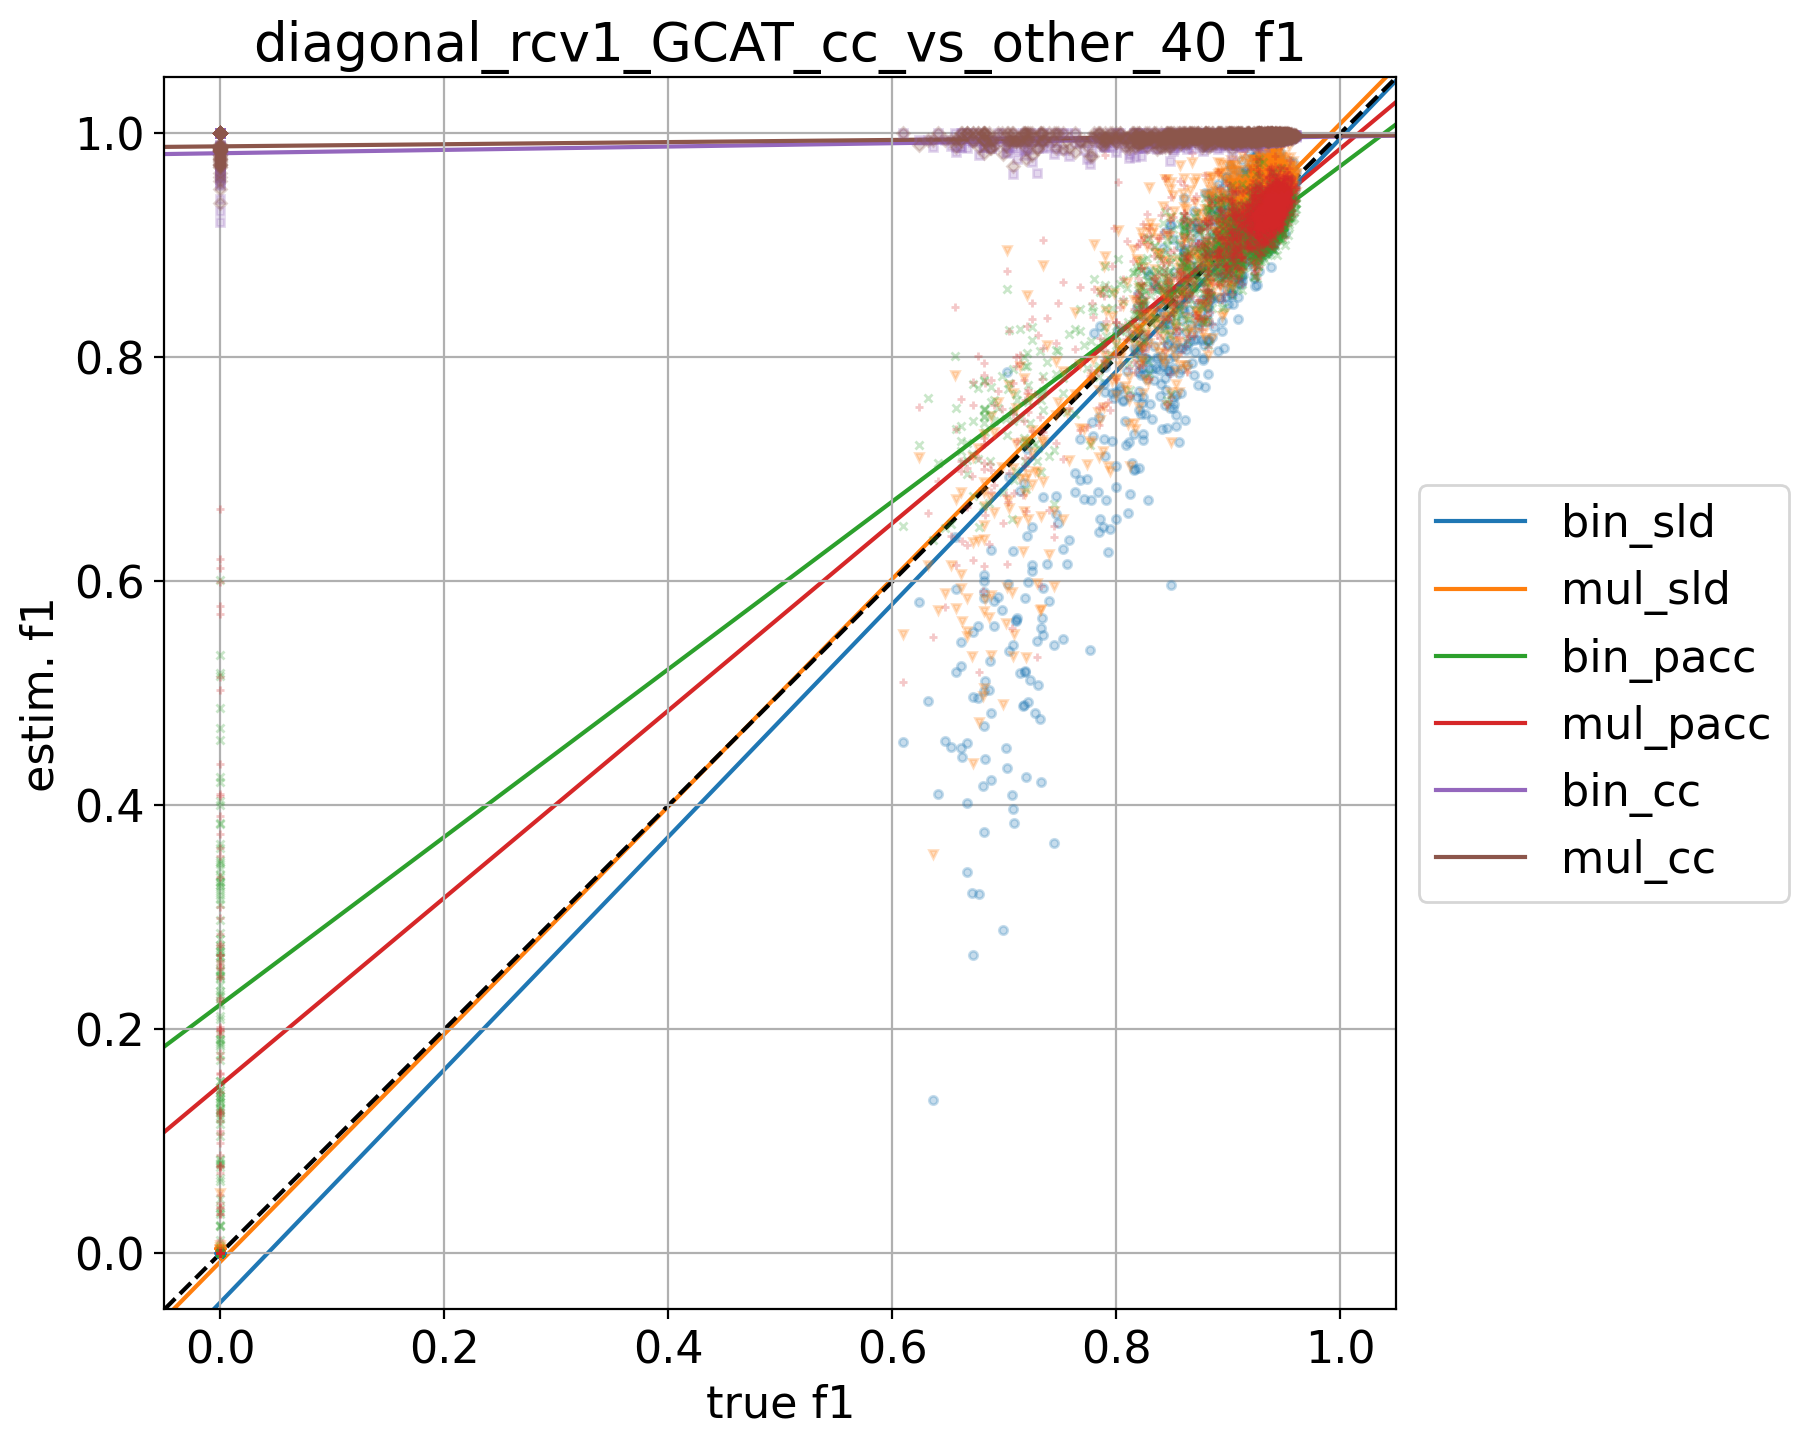 diagonal_rcv1_GCAT_cc_vs_other_40_f1
1.0
0.8
0.6
0.4
0.2
0.0
estim. f1
0.0 0.2 0.4 0.6 0.8 1.0
true f1
bin_sld
mul_sld
bin_pacc
mul_pacc
bin_cc
mul_cc